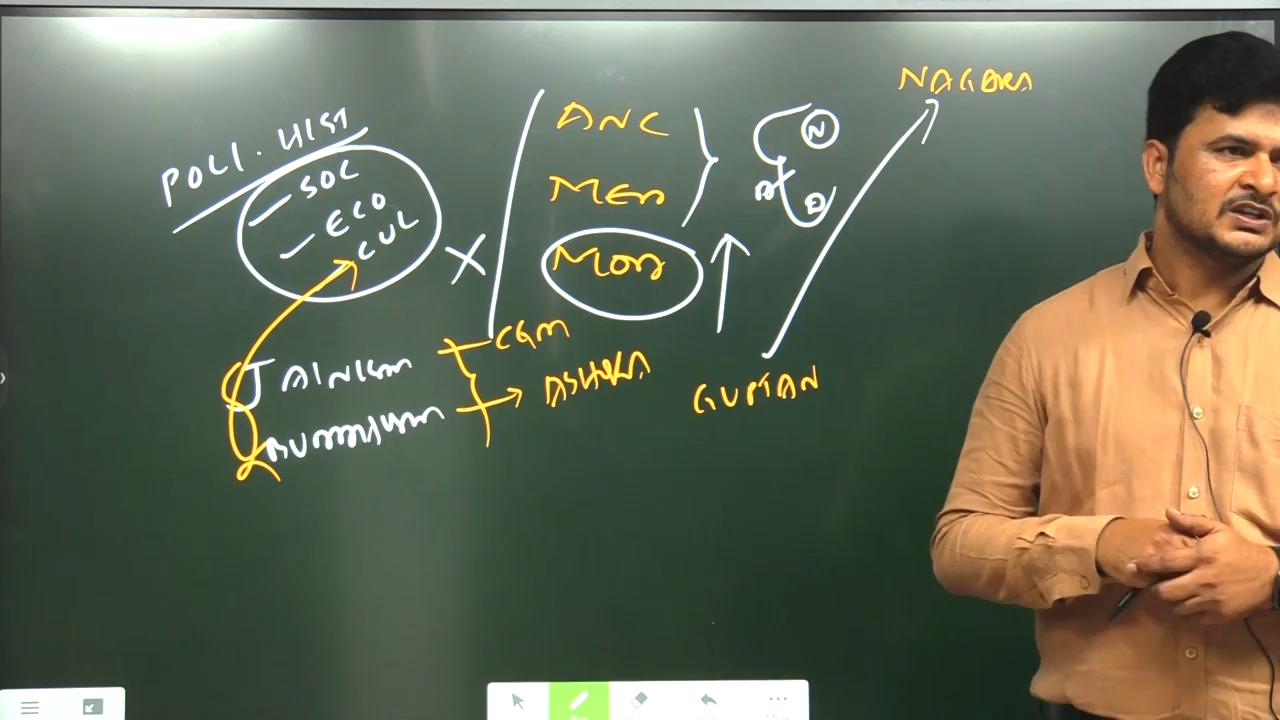 POLI. HIST
- SOC
- ECO
CUL
X
ANC
MED
MOD
N
D
NAGARA
JAINISM
BUDDHISM
CGM
ASHOKA
GUPTAN